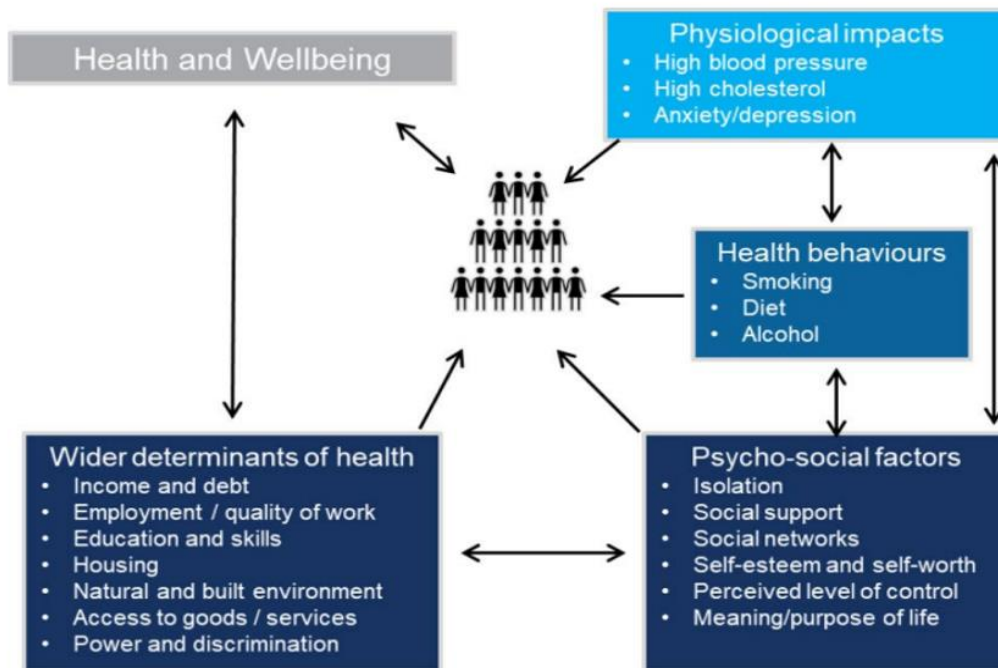 Health and Wellbeing
Physiological impacts
• High blood pressure
• High cholesterol
• Anxiety/depression
Health behaviours
• Smoking
• Diet
• Alcohol
Wider determinants of health
• Income and debt
• Employment / quality of work
• Education and skills
• Housing
• Natural and built environment
• Access to goods / services
• Power and discrimination
Psycho-social factors
• Isolation
• Social support
• Social networks
• Self-esteem and self-worth
• Perceived level of control
• Meaning/purpose of life